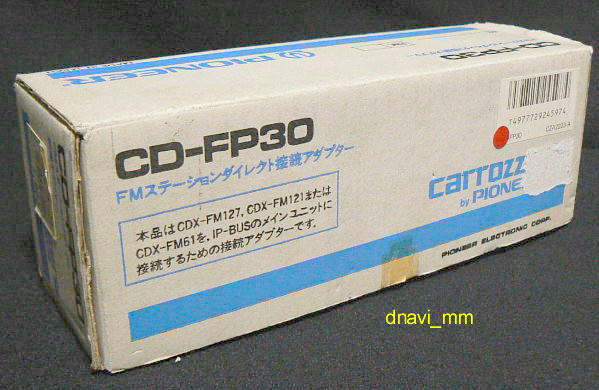 PIONEER
CD-FP30
CD-FP30
FMステーションダイレクト接続アダプター
本品はCDX-FM127、CDX-FM121または
CDX-FM61を、IP-BUSのメインユニットに
接続するための接続アダプターです。
T4977729245974
FP30 CZA2223-A
carrozz
by PIONE
PIONEER ELECTRONIC CORP.
dnavi_mm